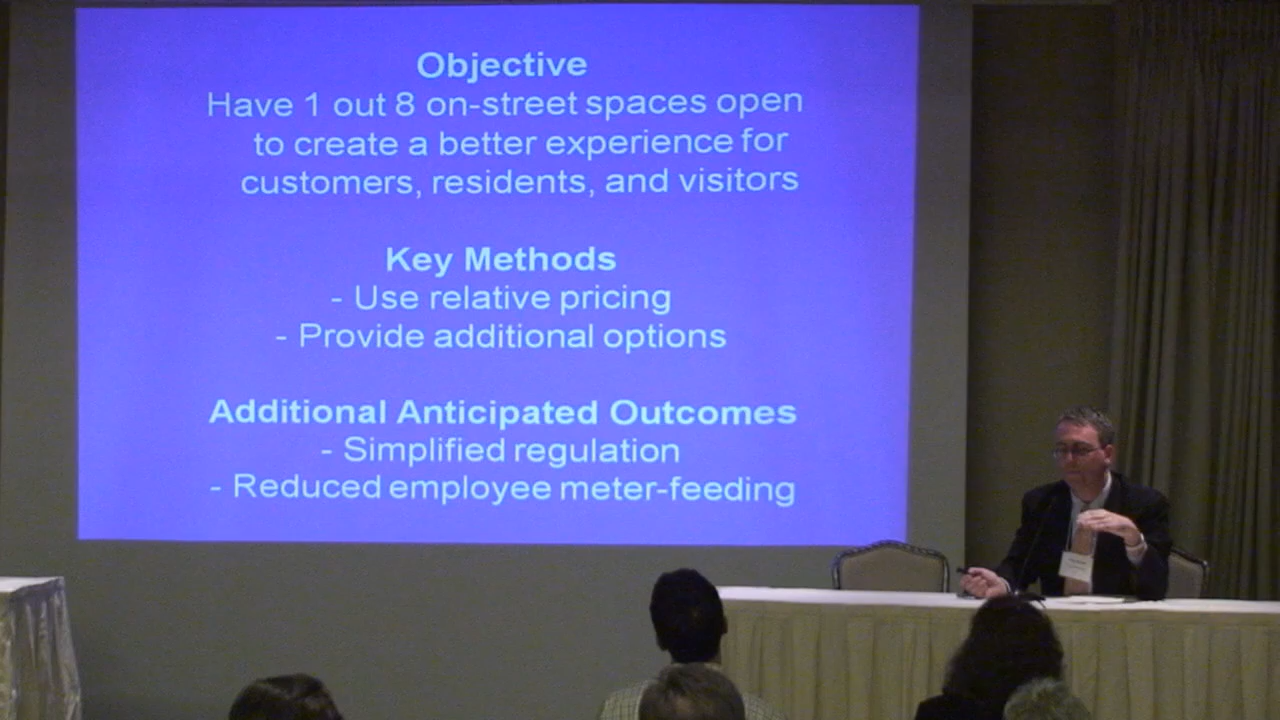 Objective
Have 1 out 8 on-street spaces open
to create a better experience for
customers, residents, and visitors
Key Methods
- Use relative pricing
- Provide additional options
Additional Anticipated Outcomes
- Simplified regulation
- Reduced employee meter-feeding